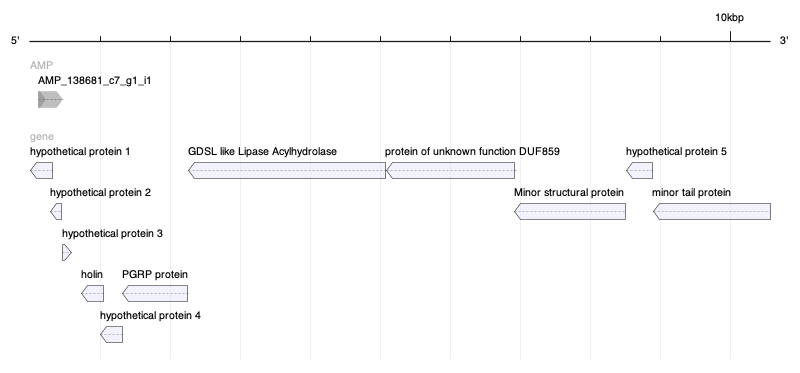 10kbp
5' 3'
AMP
AMP_138681_c7_g1_i1
gene
hypothetical protein 1 GDSL like Lipase Acylhydrolase protein of unknown function DUF859 hypothetical protein 5
hypothetical protein 2 Minor structural protein minor tail protein
hypothetical protein 3
holin PGRP protein
hypothetical protein 4